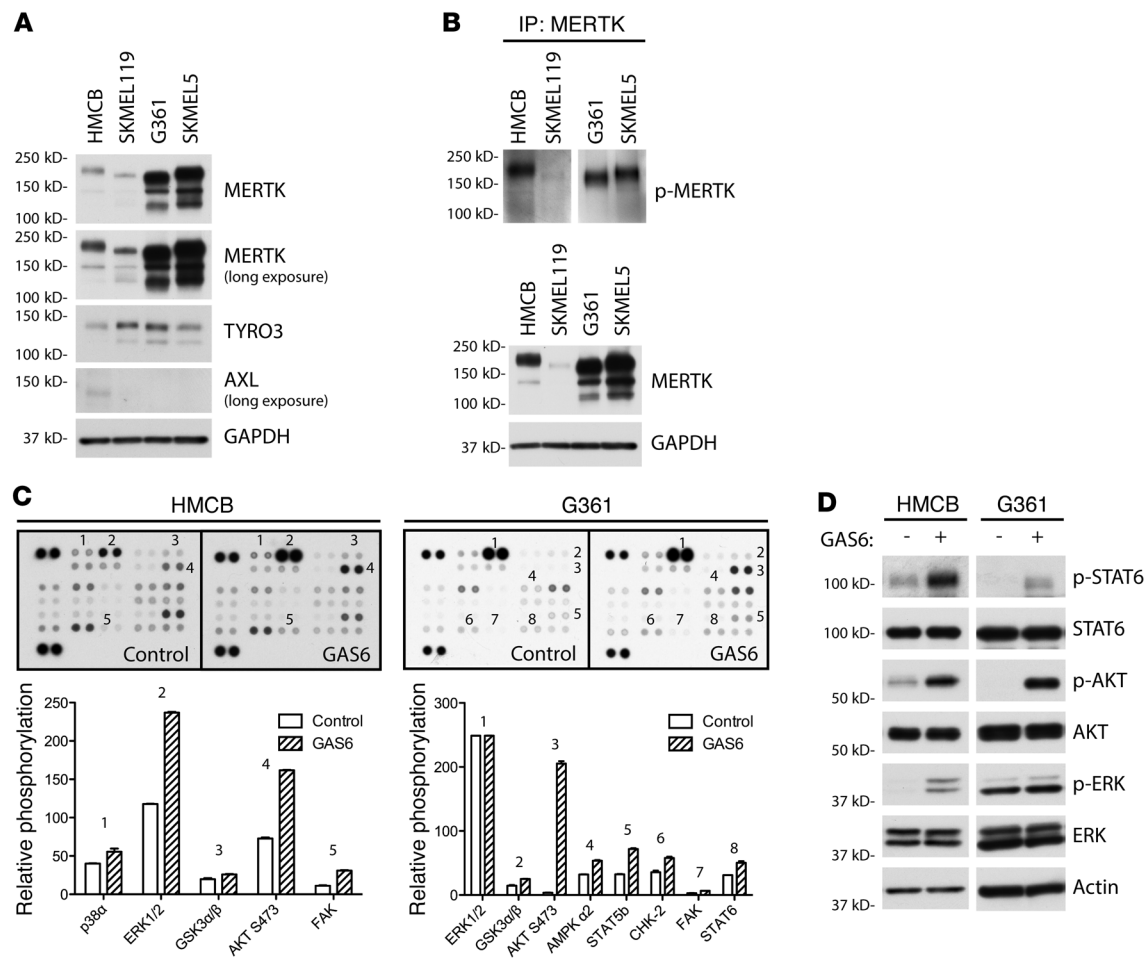 A
HMCB
SKMEL119
G361
SKMEL5
250 kD-
150 kD-
100 kD-
MERTK
250 kD-
150 kD-
100 kD-
MERTK
(long exposure)
150 kD-
100 kD-
TYRO3
150 kD-
AXL
(long exposure)
37 kD-
GAPDH
B
IP: MERTK
HMCB
SKMEL119
G361
SKMEL5
250 kD-
150 kD-
100 kD-
p-MERTK
HMCB
SKMEL119
G361
SKMEL5
250 kD-
150 kD-
100 kD-
MERTK
37 kD-
GAPDH
C
HMCB
1 2 3
4
5
Control
1 2 3
4
5
GAS6
G361
1 2
3
4
5
6 7 8
Control
1 2
3
4
5
6 7 8
GAS6
Relative phosphorylation
250
200
150
100
50
0
1
2
3
4
5
Control
GAS6
p38α
ERK1/2
GSK3α/β
AKT S473
FAK
Relative phosphorylation
300
200
100
0
1
2
3
4
5
6
7
8
Control
GAS6
ERK1/2
GSK3α/β
AKT S473
AMPK α2
STAT5b
CHK-2
FAK
STAT6
D
HMCB G361
GAS6: - + - +
100 kD- p-STAT6
100 kD- STAT6
50 kD- p-AKT
50 kD- AKT
37 kD- p-ERK
37 kD- ERK
37 kD- Actin